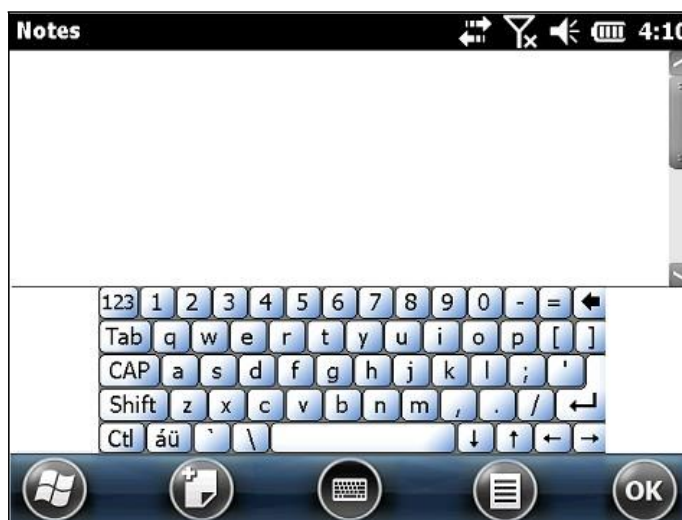 Notes 4:10
123 1 2 3 4 5 6 7 8 9 0 - =
Tab q w e r t y u i o p [ ]
CAP a s d f g h j k l ; '
Shift z x c v b n m , . /
Ctl áü ` \
OK